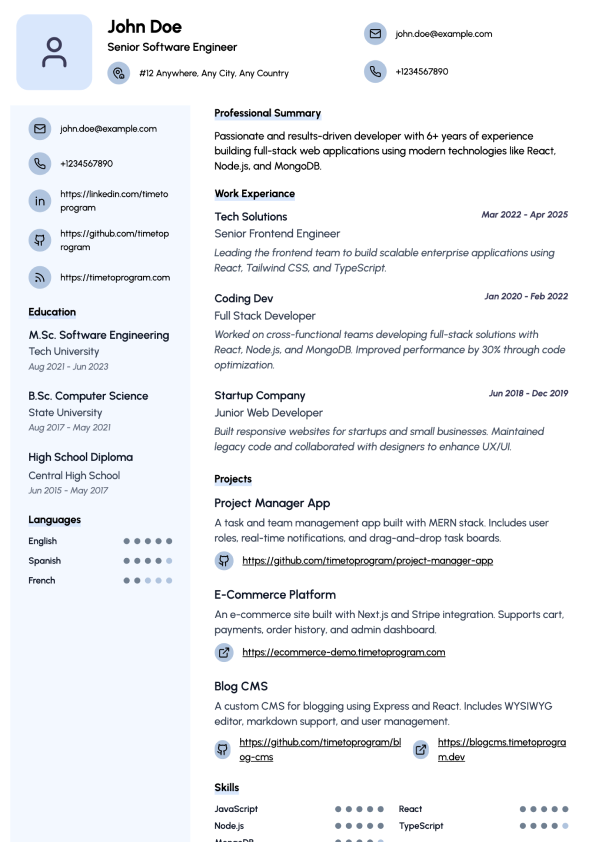 John Doe
Senior Software Engineer
#12 Anywhere, Any City, Any Country
john.doe@example.com
+1234567890
john.doe@example.com
+1234567890
https://linkedin.com/timeto
program
https://github.com/timetop
rogram
https://timetoprogram.com
Education
M.Sc. Software Engineering
Tech University
Aug 2021 - Jun 2023
B.Sc. Computer Science
State University
Aug 2017 - May 2021
High School Diploma
Central High School
Jun 2015 - May 2017
Languages
English
Spanish
French
Professional Summary
Passionate and results-driven developer with 6+ years of experience
building full-stack web applications using modern technologies like React,
Node.js, and MongoDB.
Work Experiance
Tech Solutions
Mar 2022 - Apr 2025
Senior Frontend Engineer
Leading the frontend team to build scalable enterprise applications using
React, Tailwind CSS, and TypeScript.
Coding Dev
Jan 2020 - Feb 2022
Full Stack Developer
Worked on cross-functional teams developing full-stack solutions with
React, Node.js, and MongoDB. Improved performance by 30% through code
optimization.
Startup Company
Jun 2018 - Dec 2019
Junior Web Developer
Built responsive websites for startups and small businesses. Maintained
legacy code and collaborated with designers to enhance UX/UI.
Projects
Project Manager App
A task and team management app built with MERN stack. Includes user
roles, real-time notifications, and drag-and-drop task boards.
https://github.com/timetoprogram/project-manager-app
E-Commerce Platform
An e-commerce site built with Next.js and Stripe integration. Supports cart,
payments, order history, and admin dashboard.
https://ecommerce-demo.timetoprogram.com
Blog CMS
A custom CMS for blogging using Express and React. Includes WYSIWYG
editor, markdown support, and user management.
https://github.com/timetoprogram/bl
og-cms
https://blogcms.timetoprogra
m.dev
Skills
JavaScript
React
Node.js
TypeScript
MongoDB